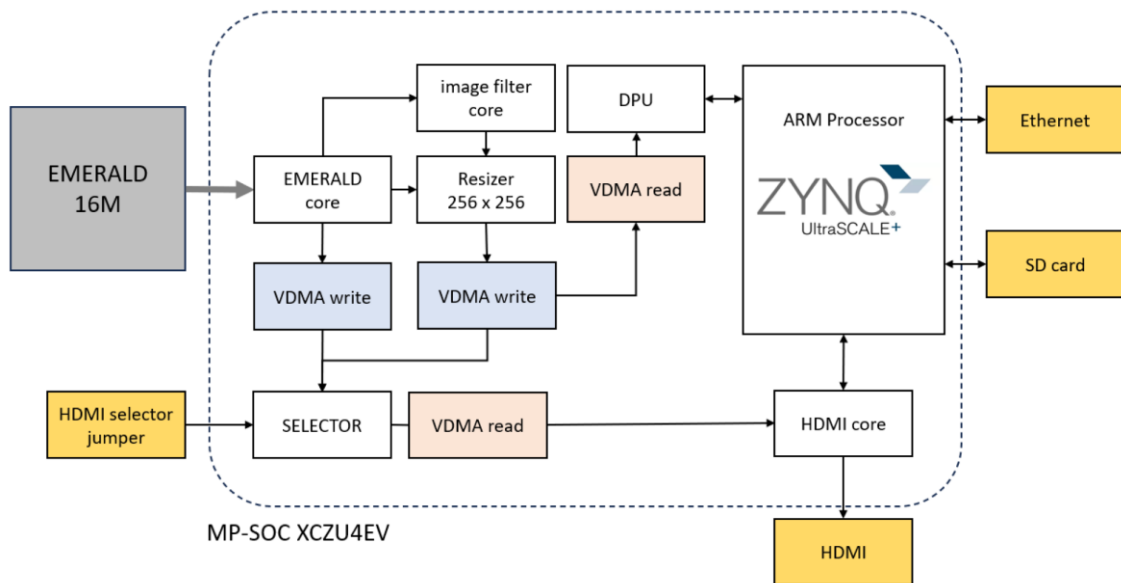 EMERALD
16M
image filter
core
DPU
ARM Processor
Ethernet
EMERALD
core
Resizer
256 x 256
VDMA read
ZYNQ
UltraSCALE+
SD card
VDMA write
VDMA write
HDMI selector
jumper
SELECTOR
VDMA read
HDMI core
MP-SOC XCZU4EV
HDMI